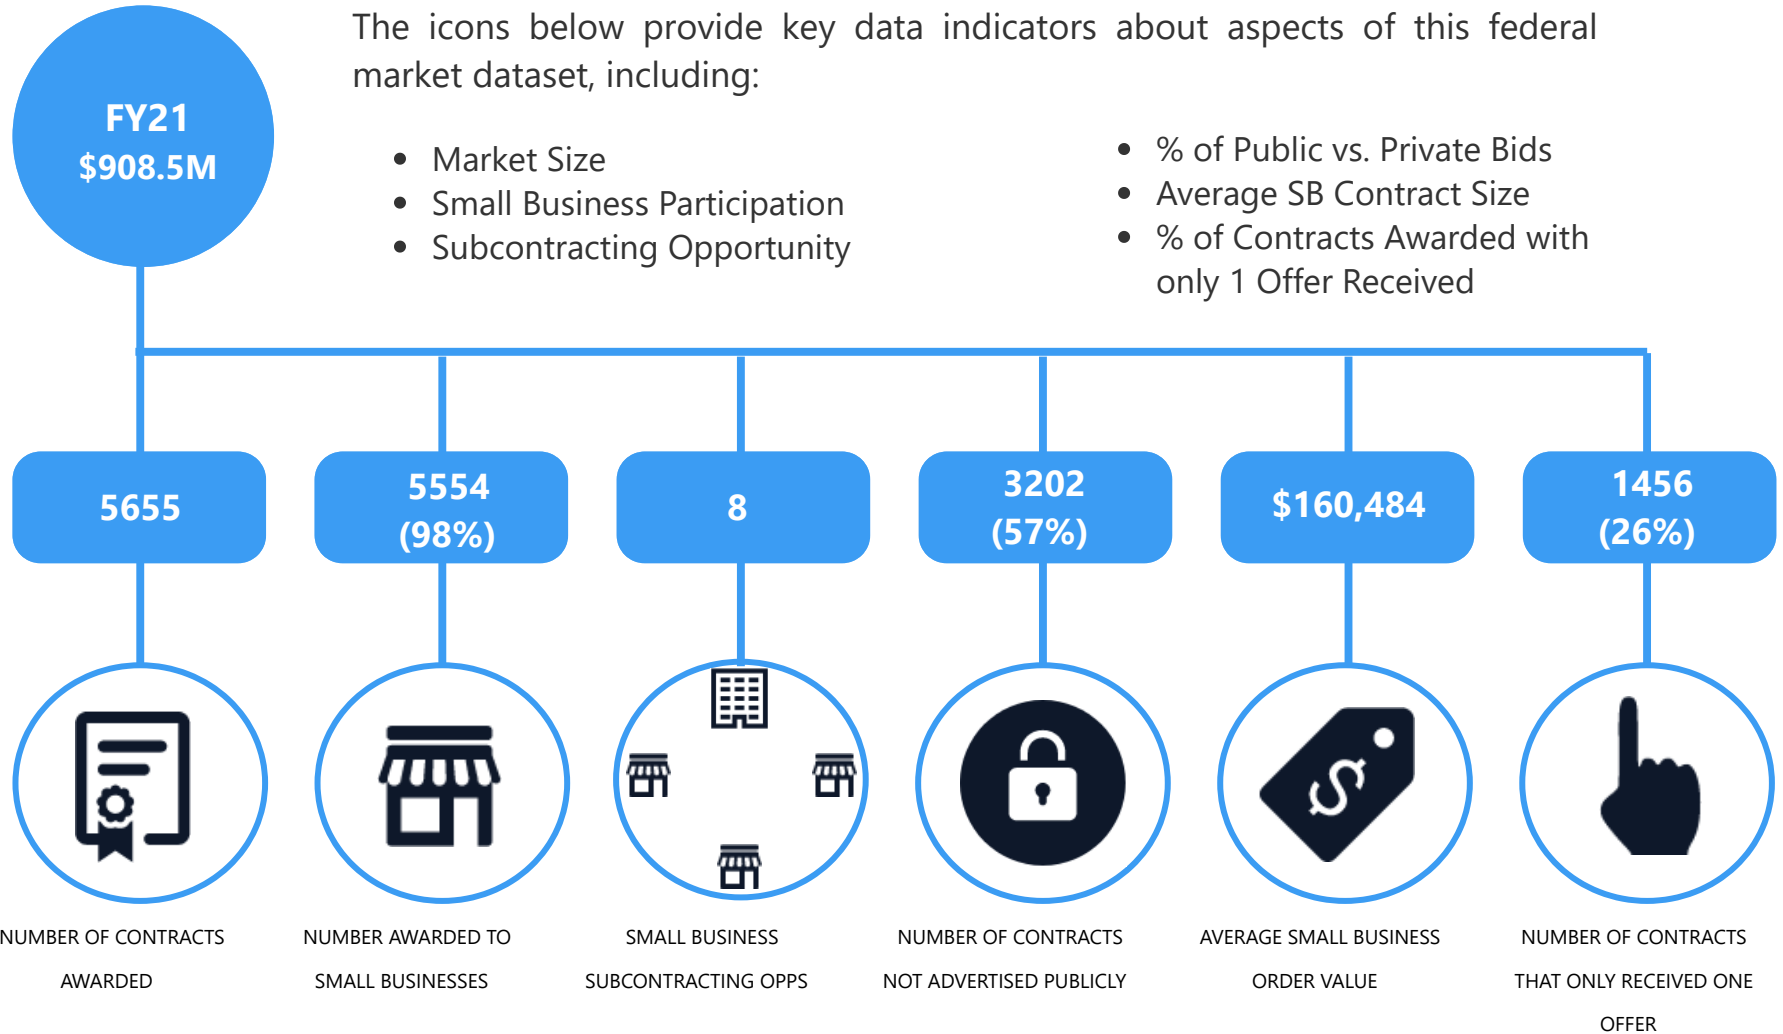 FY21
$908.5M
The icons below provide key data indicators about aspects of this federal
market dataset, including:
• Market Size
• Small Business Participation
• Subcontracting Opportunity
• % of Public vs. Private Bids
• Average SB Contract Size
• % of Contracts Awarded with
only 1 Offer Received
5655
5554
(98%)
8
3202
(57%)
$160,484
1456
(26%)
NUMBER OF CONTRACTS
AWARDED
NUMBER AWARDED TO
SMALL BUSINESSES
SMALL BUSINESS
SUBCONTRACTING OPPS
NUMBER OF CONTRACTS
NOT ADVERTISED PUBLICLY
AVERAGE SMALL BUSINESS
ORDER VALUE
NUMBER OF CONTRACTS
THAT ONLY RECEIVED ONE
OFFER